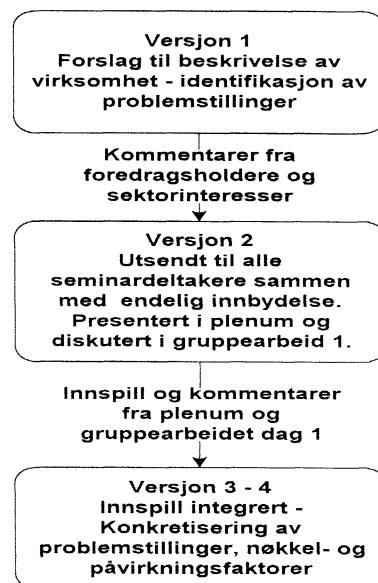 Versjon 1
Forslag til beskrivelse av
virksomhet - identifikasjon av
problemstillinger
Kommentarer fra
foredragsholdere og
sektorinteresser
Versjon 2
Utsendt til alle
seminardeltakere sammen
med endelig innbydelse.
Presentert i plenum og
diskutert i gruppearbeid 1.
Innspill og kommentarer
fra plenum og
gruppearbeidet dag 1
Versjon 3 - 4
Innspill integrert -
Konkretisering av
problemstillinger, nøkkel- og
påvirkningsfaktorer